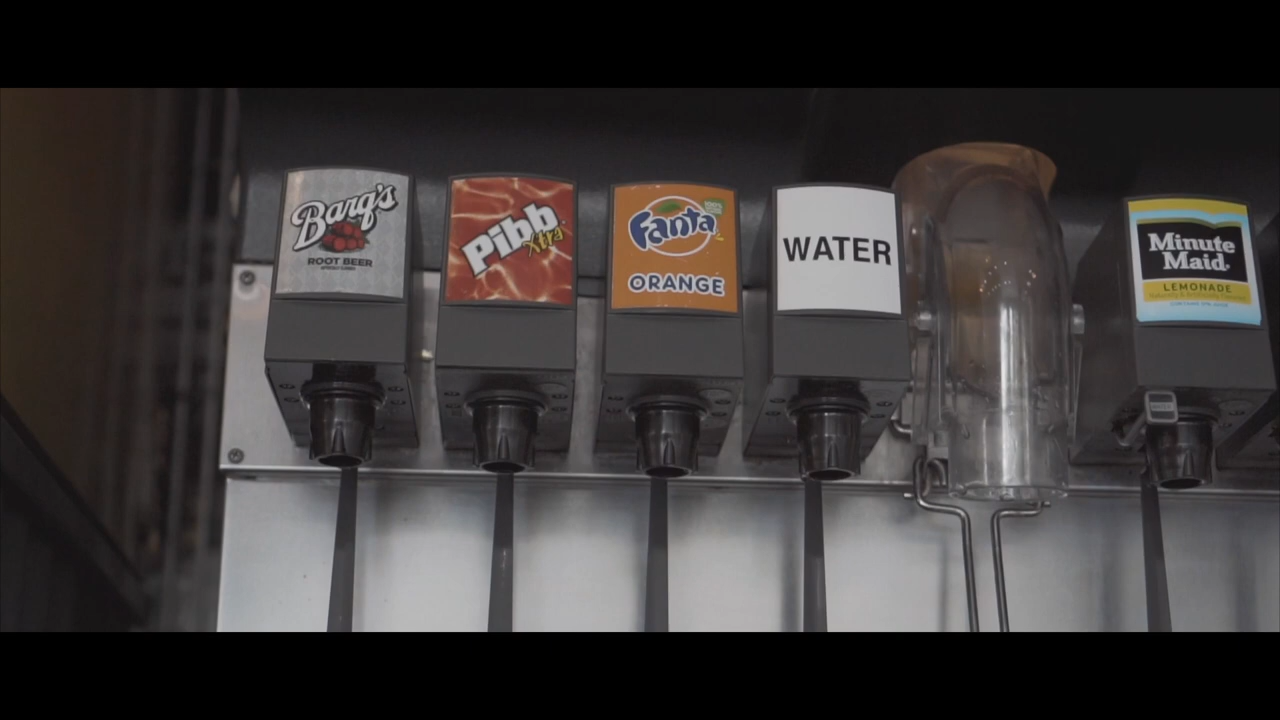 Barq's
ROOT BEER
Pibb
Xtra
Fanta
ORANGE
WATER
Minute
Maid
LEMONADE